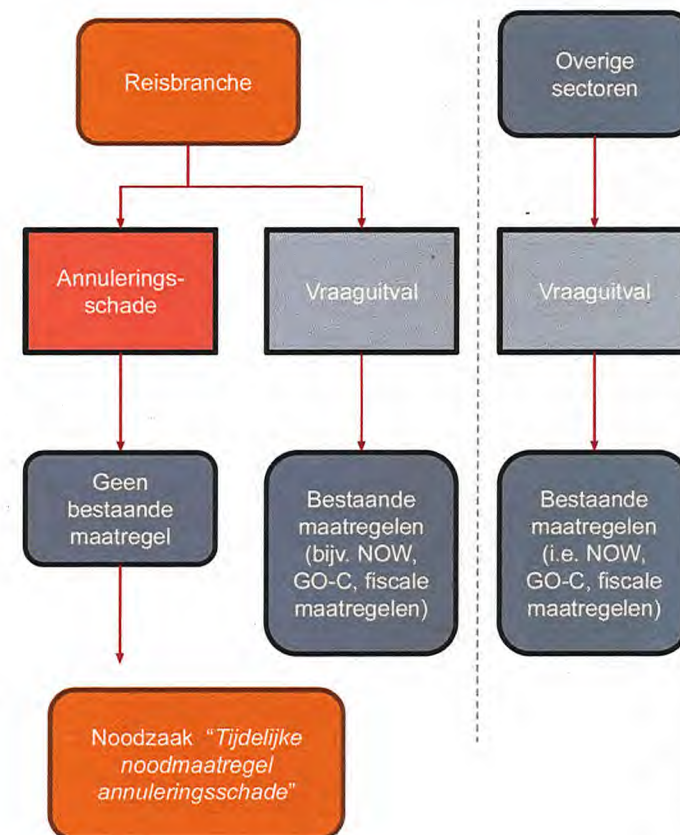 Reisbranche
Overige
sectoren
Annulerings-
schade
Vraaguitval
Vraaguitval
Geen
bestaande
maatregel
Bestaande
maatregelen
(bijv. NOW,
GO-C, fiscale
maatregelen)
Bestaande
maatregelen
(i.e. NOW,
GO-C, fiscale
maatregelen)
Noodzaak “Tijdelijke
noodmaatregel
annuleringsschade”